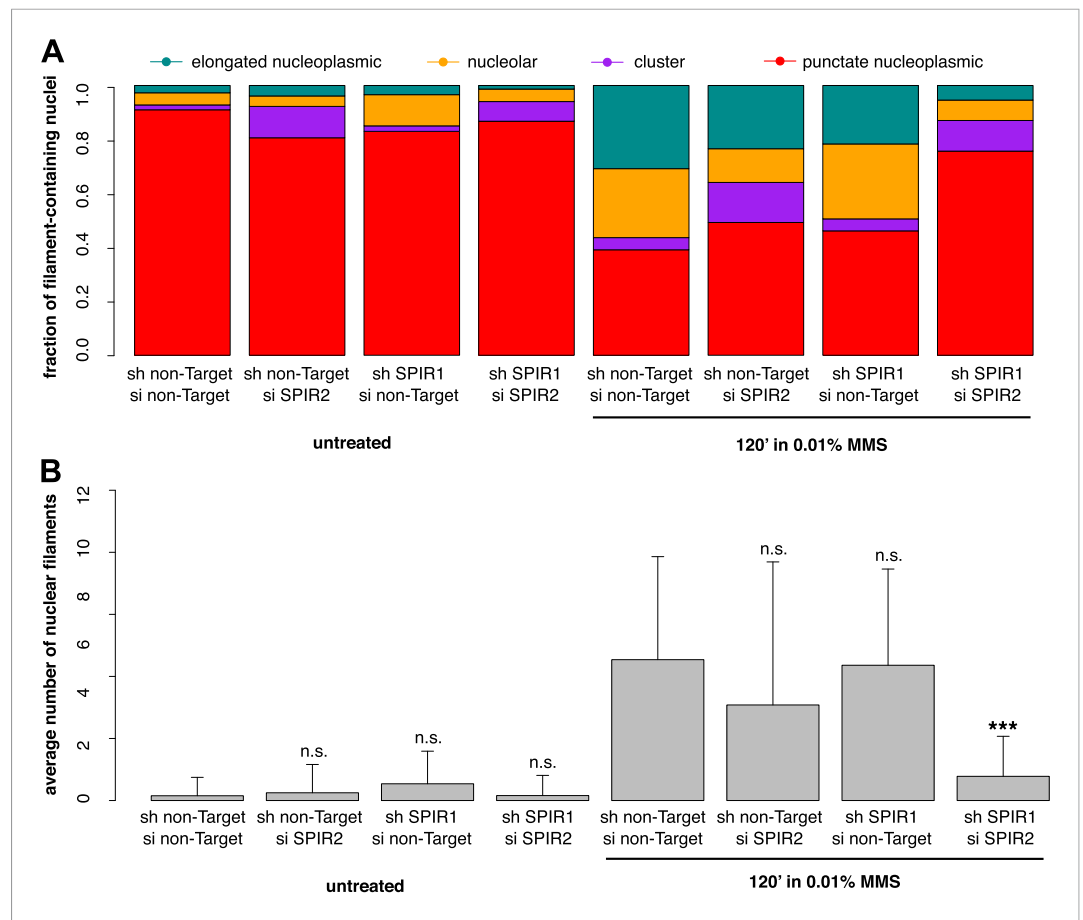 A
elongated nucleoplasmic nucleolar cluster punctate nucleoplasmic
fraction of filament-containing nuclei
1.0
0.8
0.6
0.4
0.2
0.0
sh non-Target sh non-Target sh SPIR1 sh SPIR1 sh non-Target sh non-Target sh SPIR1 sh SPIR1
si non-Target si SPIR2 si non-Target si SPIR2 si non-Target si SPIR2 si non-Target si SPIR2
untreated 120’ in 0.01% MMS
B
average number of nuclear filaments
12
10
8
6
4
2
0
n.s. n.s. n.s. n.s. n.s. ***
sh non-Target sh non-Target sh SPIR1 sh SPIR1 sh non-Target sh non-Target sh SPIR1 sh SPIR1
si non-Target si SPIR2 si non-Target si SPIR2 si non-Target si SPIR2 si non-Target si SPIR2
untreated 120’ in 0.01% MMS